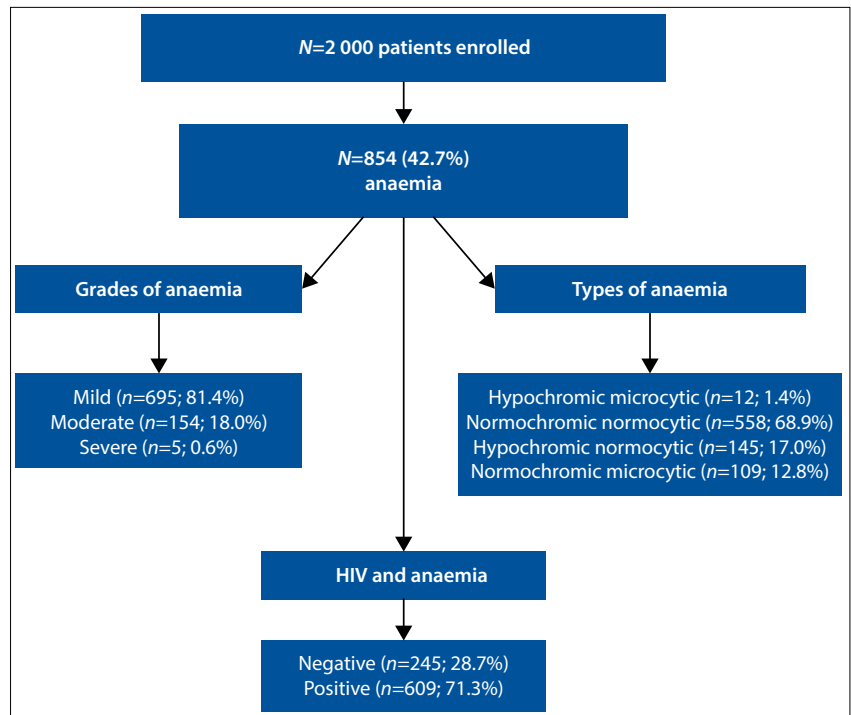 N=2 000 patients enrolled
N=854 (42.7%)
anaemia
Grades of anaemia
Types of anaemia
Mild (n=695; 81.4%)
Moderate (n=154; 18.0%)
Severe (n=5; 0.6%)
Hypochromic microcytic (n=12; 1.4%)
Normochromic normocytic (n=558; 68.9%)
Hypochromic normocytic (n=145; 17.0%)
Normochromic microcytic (n=109; 12.8%)
HIV and anaemia
Negative (n=245; 28.7%)
Positive (n=609; 71.3%)